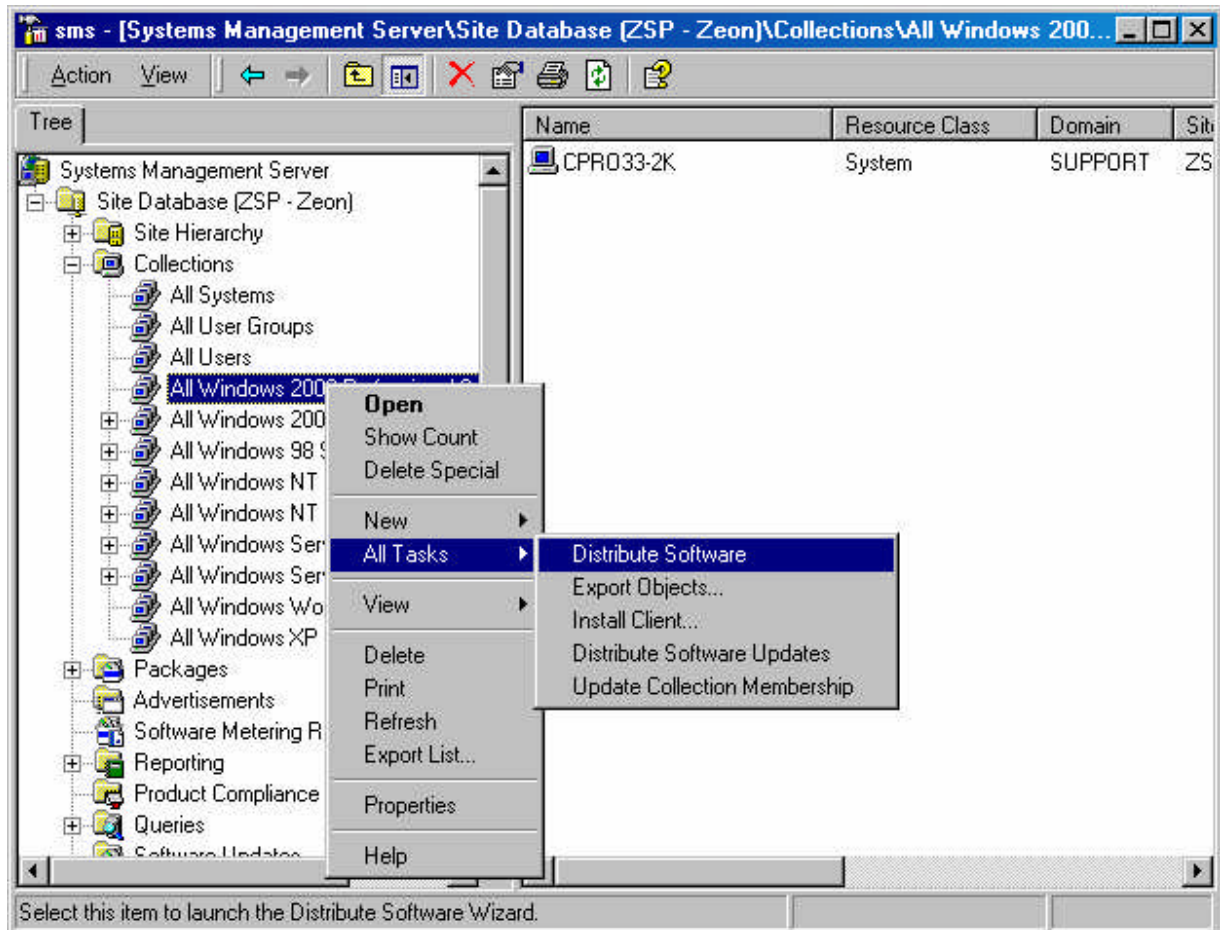 sms - [Systems Management Server\Site Database (ZSP - Zeon)\Collections\All Windows 200...
Action View
Tree
Name Resource Class Domain
CPRO33-2K System SUPPORT ZS
Systems Management Server
Site Database (ZSP - Zeon)
Site Hierarchy
Collections
All Systems
All User Groups
All Users
All Windows 200
All Windows 200
All Windows 98
All Windows NT
All Windows NT
All Windows Ser
All Windows Ser
All Windows Wo
All Windows XP
Packages
Advertisements
Software Metering R
Reporting
Product Compliance
Queries
Software Updates
Open
Show Count
Delete Special
New
All Tasks
View
Delete
Print
Refresh
Export List...
Properties
Help
Distribute Software
Export Objects...
Install Client...
Distribute Software Updates
Update Collection Membership
Select this item to launch the Distribute Software Wizard.